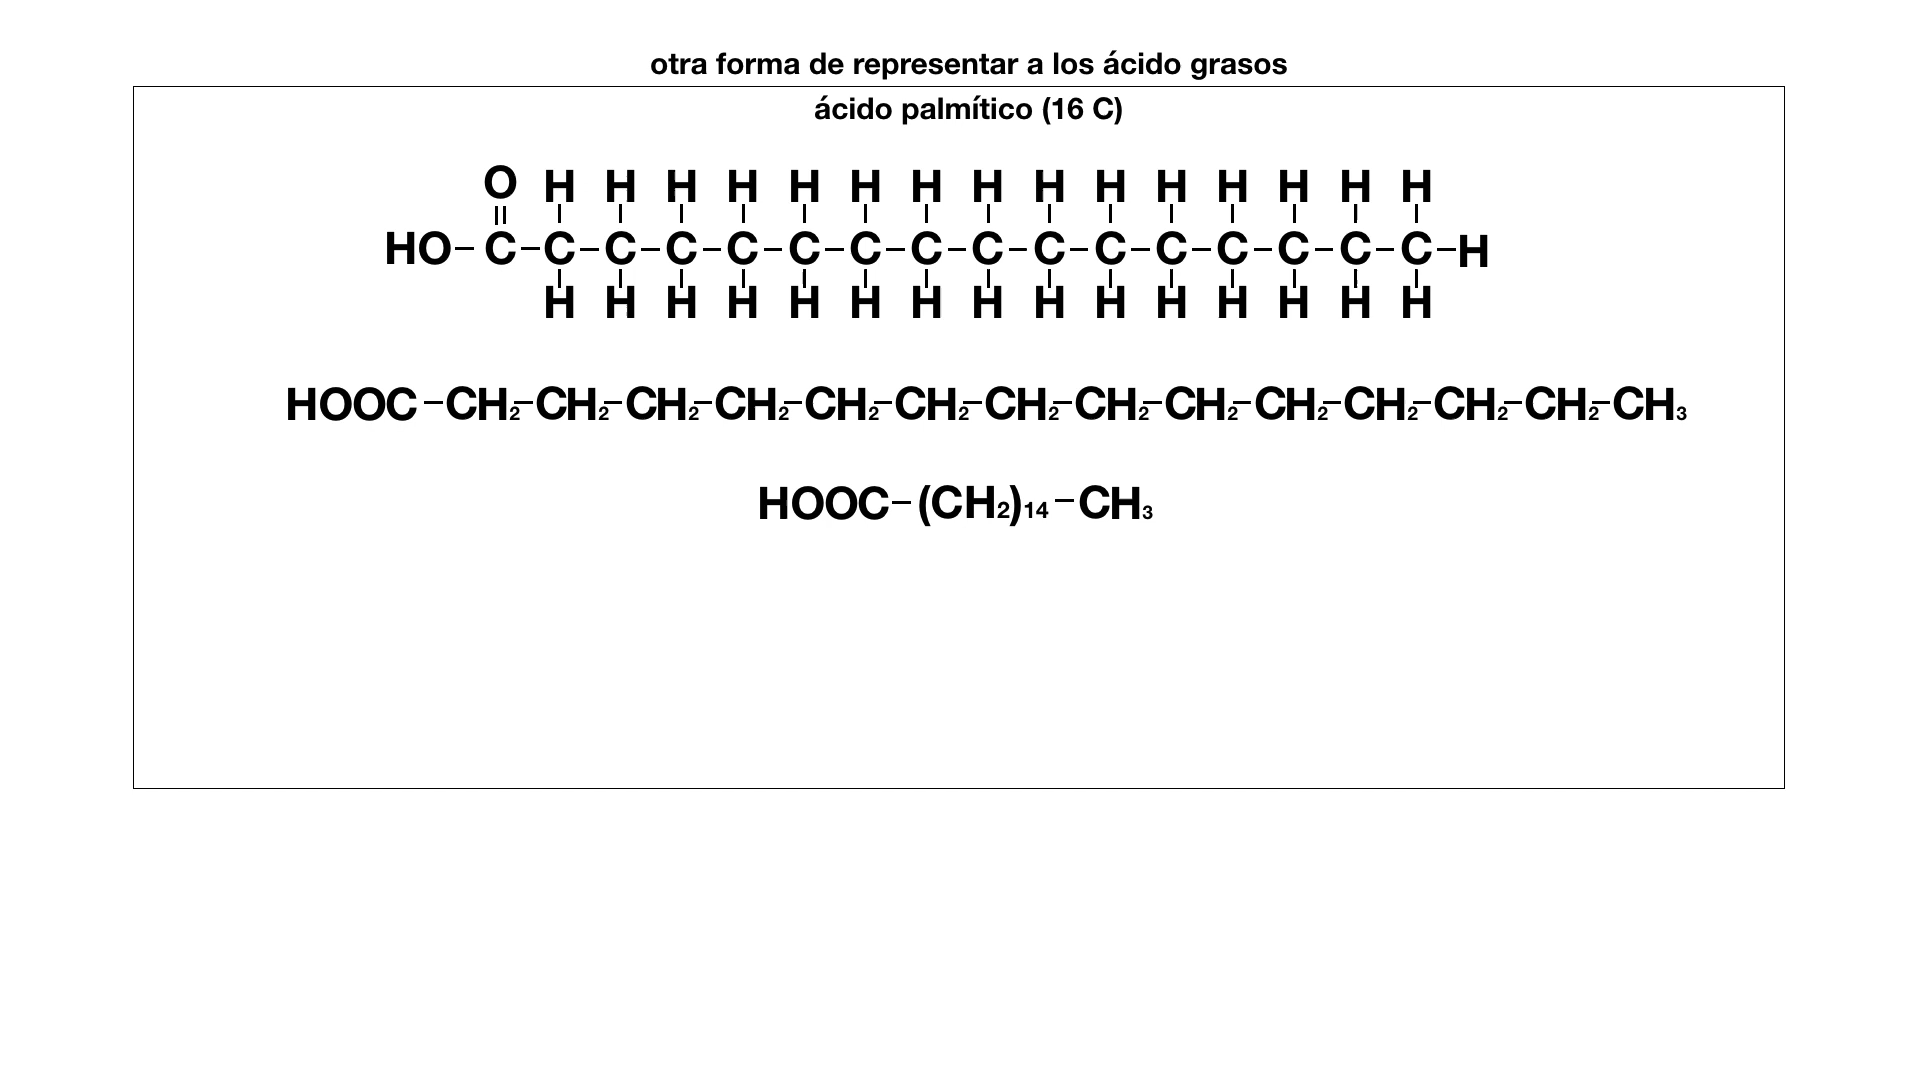 otra forma de representar a los ácido grasos
ácido palmítico (16 C)
O H H H H H H H H H H H H H H H
HO–C–C–C–C–C–C–C–C–C–C–C–C–C–C–C–C–H
H H H H H H H H H H H H H H H
HOOC–CH₂–CH₂–CH₂–CH₂–CH₂–CH₂–CH₂–CH₂–CH₂–CH₂–CH₂–CH₂–CH₂–CH₃
HOOC–(CH₂)₁₄–CH₃